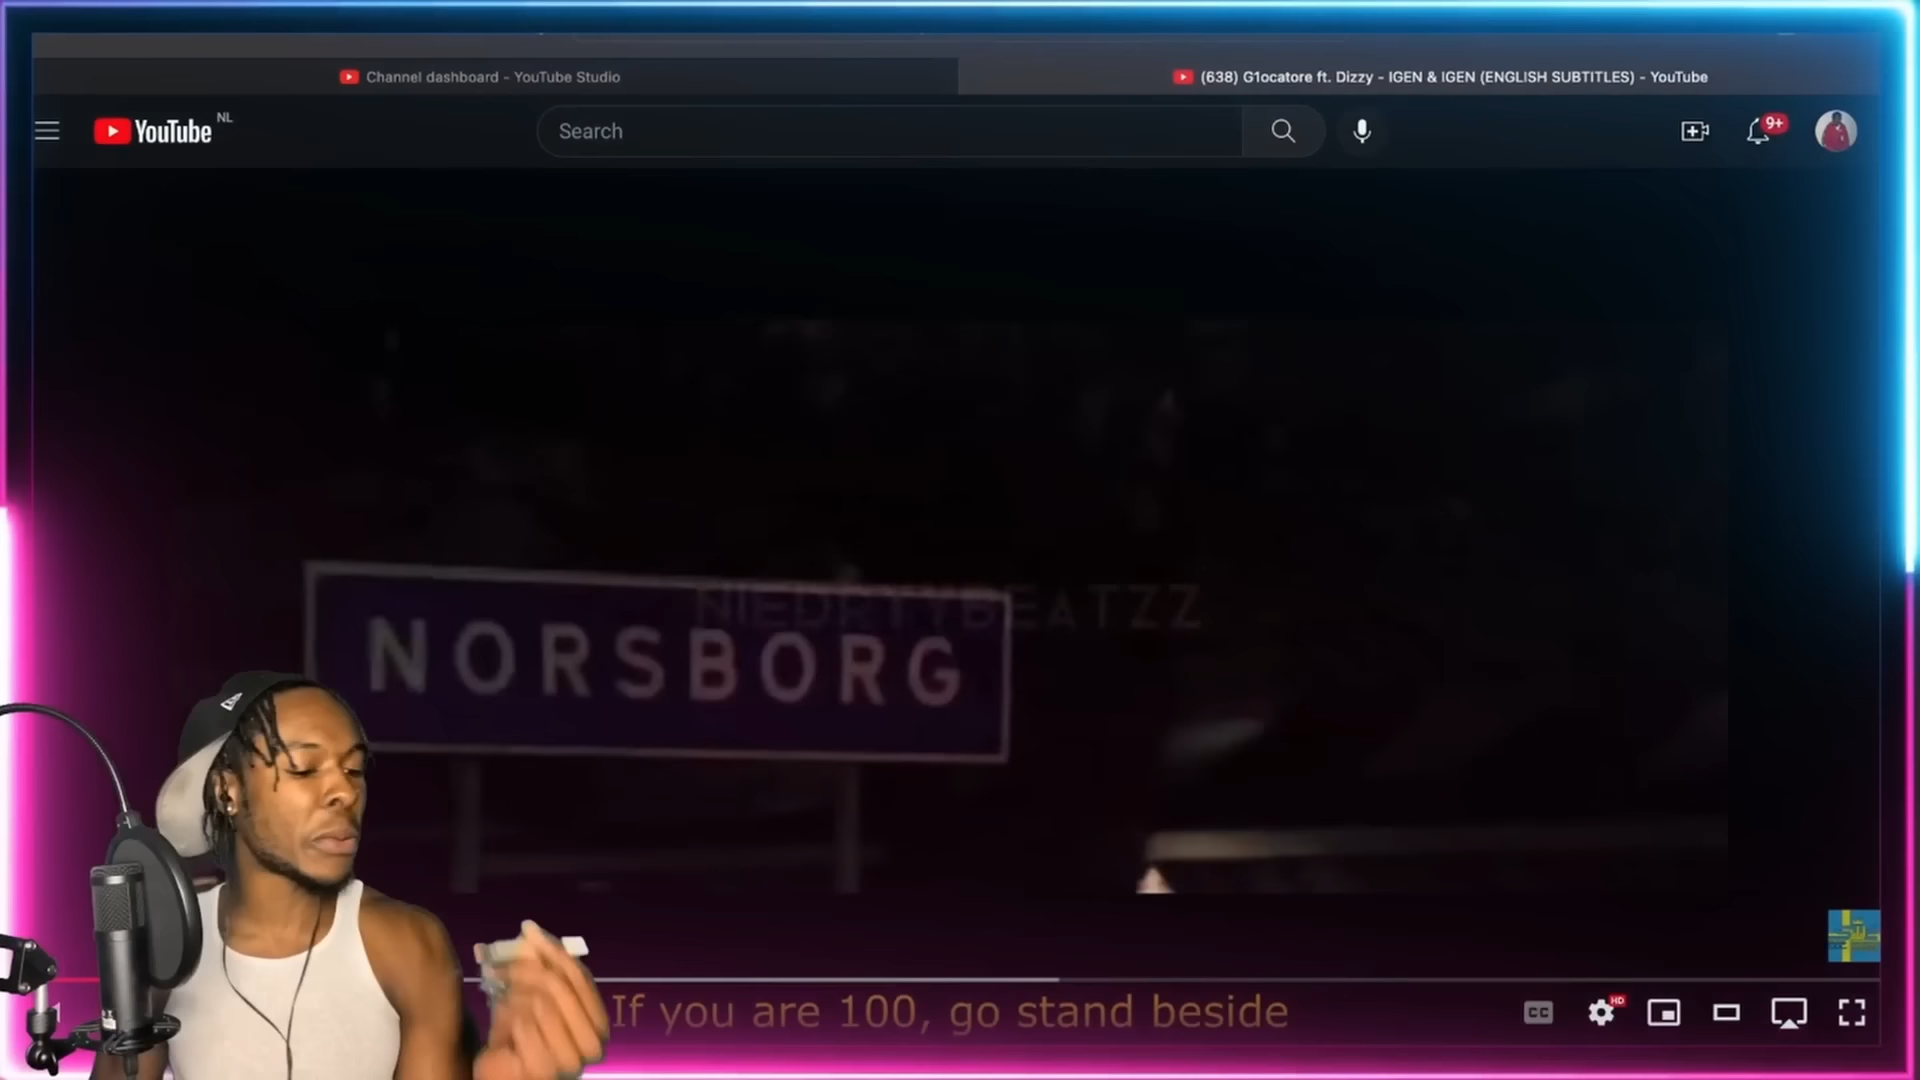 Channel dashboard - YouTube Studio
(638) G1ocatore ft. Dizzy - IGEN & IGEN (ENGLISH SUBTITLES) - YouTube
YouTube NL
Search
9+
NIEDRTYBEATZZ
NORSBORG
If you are 100, go stand beside
CC
HD